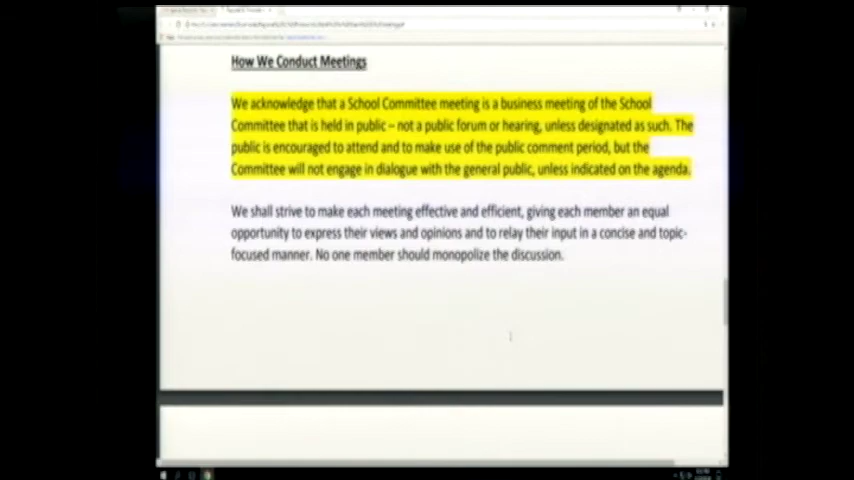 How We Conduct Meetings
We acknowledge that a School Committee meeting is a business meeting of the School
Committee that is held in public – not a public forum or hearing, unless designated as such. The
public is encouraged to attend and to make use of the public comment period, but the
Committee will not engage in dialogue with the general public, unless indicated on the agenda.
We shall strive to make each meeting effective and efficient, giving each member an equal
opportunity to express their views and opinions and to relay their input in a concise and topic-
focused manner. No one member should monopolize the discussion.